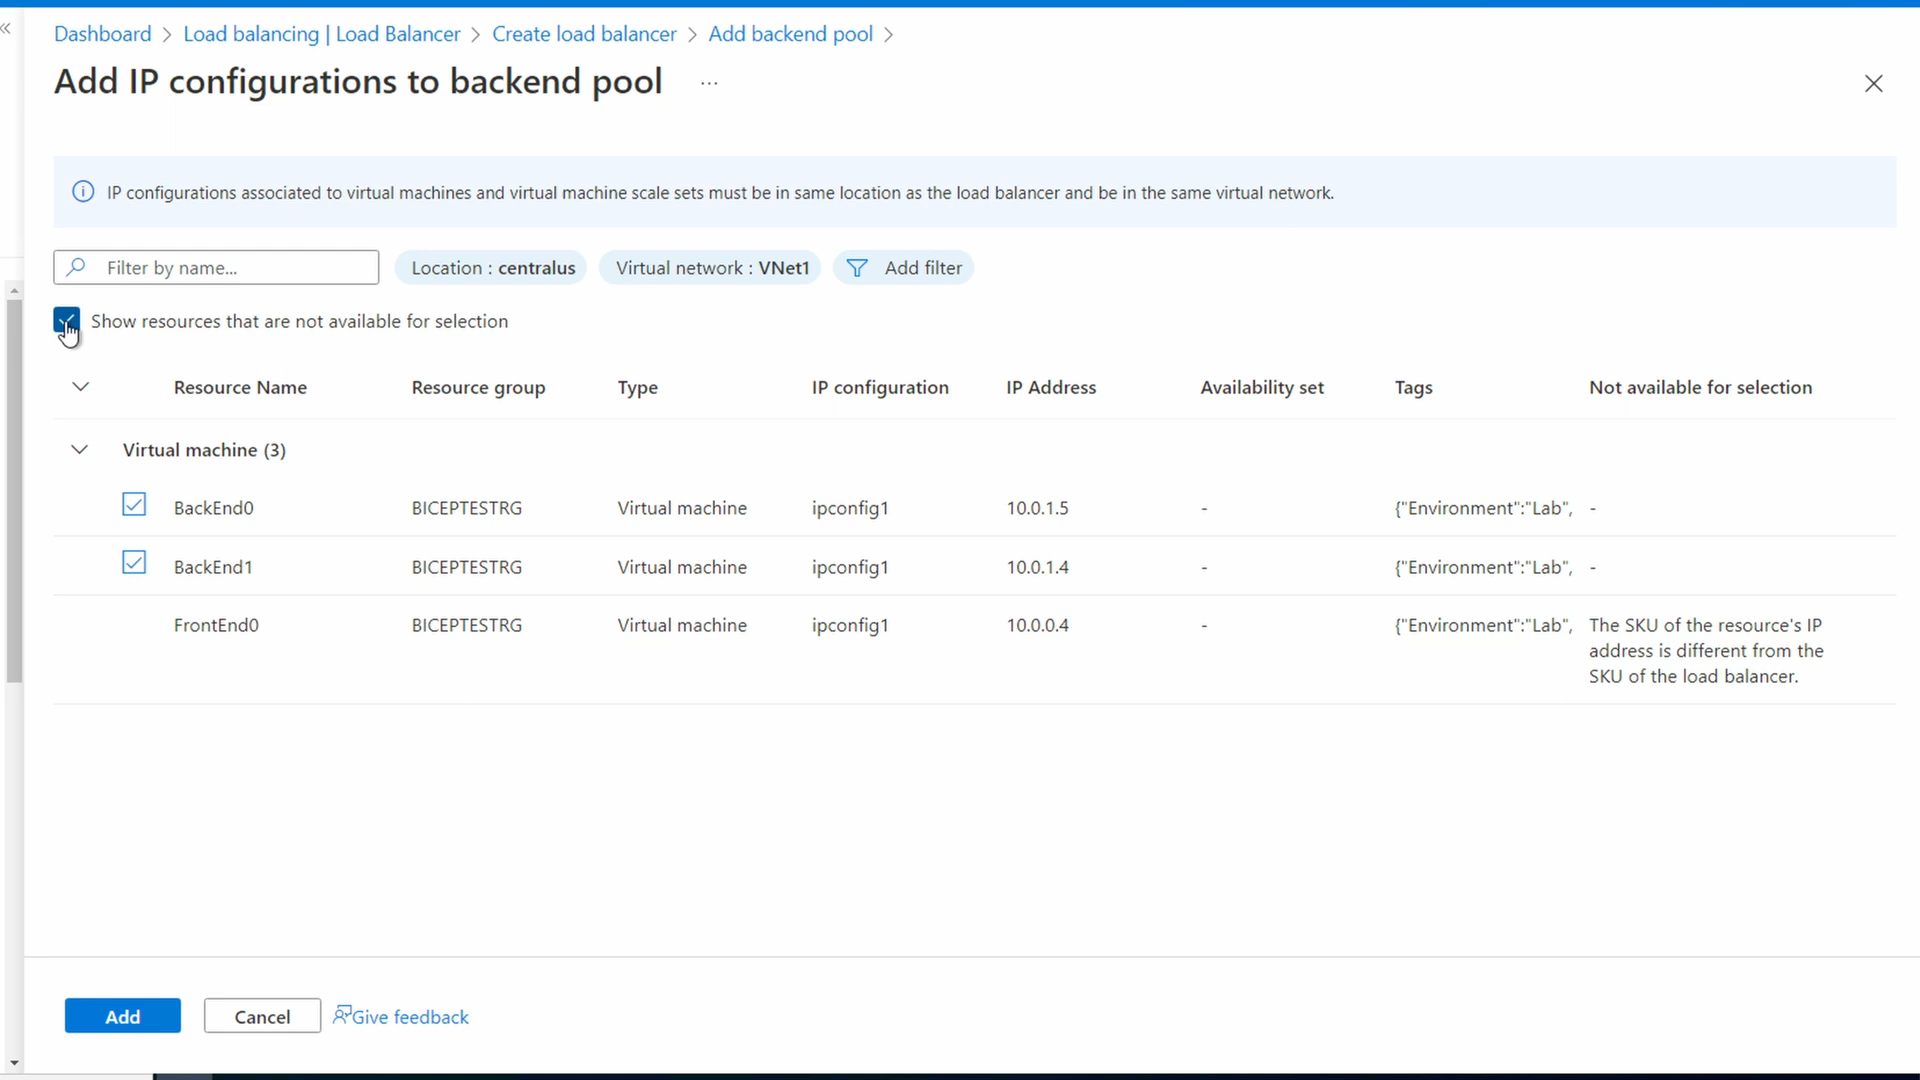 Dashboard > Load balancing | Load Balancer > Create load balancer > Add backend pool >
Add IP configurations to backend pool ...
IP configurations associated to virtual machines and virtual machine scale sets must be in same location as the load balancer and be in the same virtual network.
Filter by name... Location : centralus Virtual network : VNet1 Add filter
Show resources that are not available for selection
Resource Name Resource group Type IP configuration IP Address Availability set Tags Not available for selection
Virtual machine (3)
BackEnd0 BICEPTESTRG Virtual machine ipconfig1 10.0.1.5 - {"Environment":"Lab", -
BackEnd1 BICEPTESTRG Virtual machine ipconfig1 10.0.1.4 - {"Environment":"Lab", -
FrontEnd0 BICEPTESTRG Virtual machine ipconfig1 10.0.0.4 - {"Environment":"Lab", The SKU of the resource's IP
address is different from the
SKU of the load balancer.
Add Cancel Give feedback